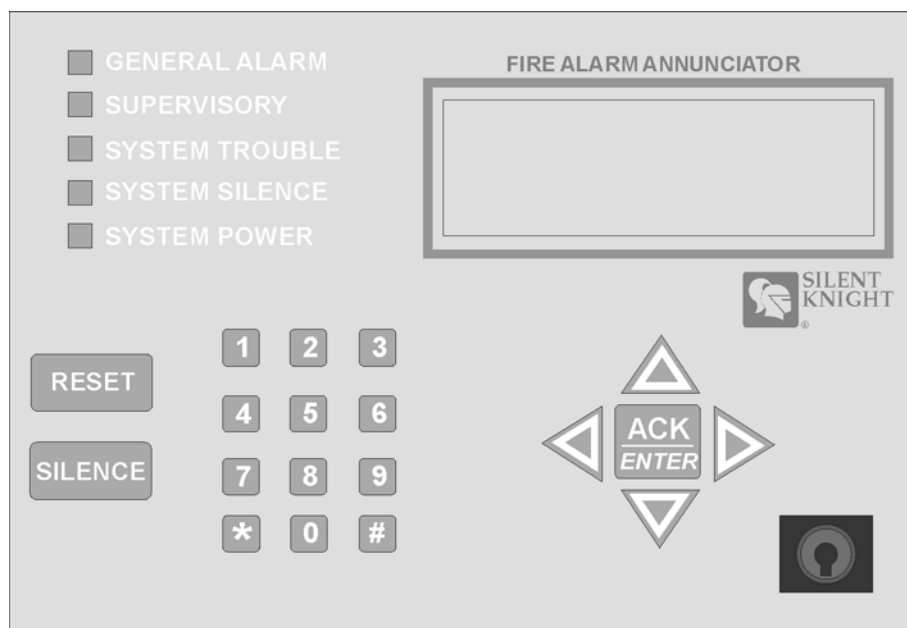 GENERAL ALARM
SUPERVISORY
SYSTEM TROUBLE
SYSTEM SILENCE
SYSTEM POWER
FIRE ALARM ANNUNCIATOR
SILENT
KNIGHT
®
RESET
SILENCE
1 2 3
4 5 6
7 8 9
* 0 #
ACK
ENTER